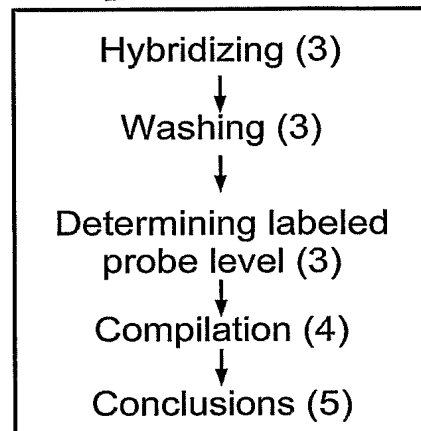 Hybridizing (3)
Washing (3)
Determining labeled
probe level (3)
Compilation (4)
Conclusions (5)